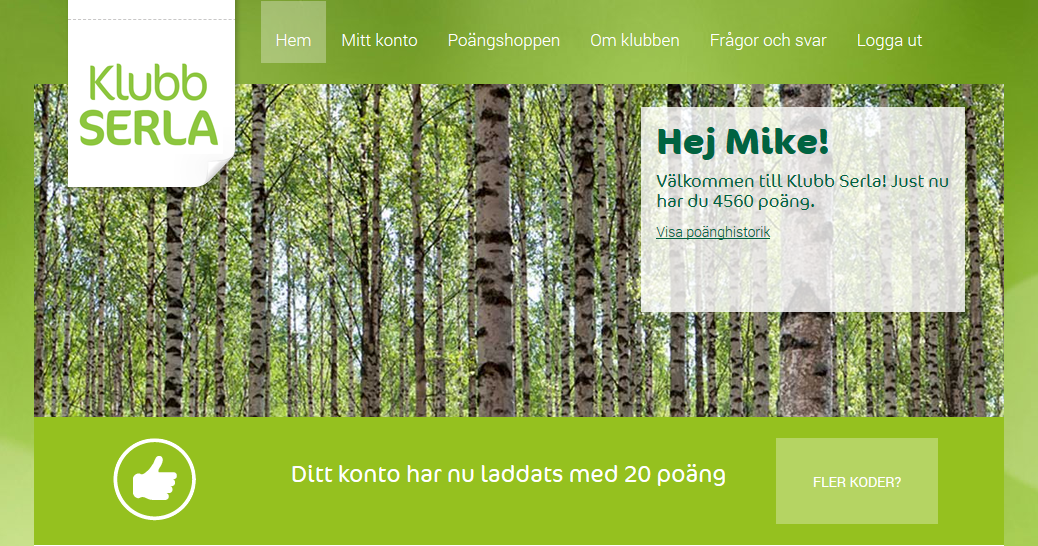 Klubb
SERLA
Hem Mitt konto Poängshoppen Om klubben Frågor och svar Logga ut
Hej Mike!
Välkommen till Klubb Serla! Just nu
har du 4560 poäng.
Visa poänghistorik
Ditt konto har nu laddats med 20 poäng
FLER KODER?